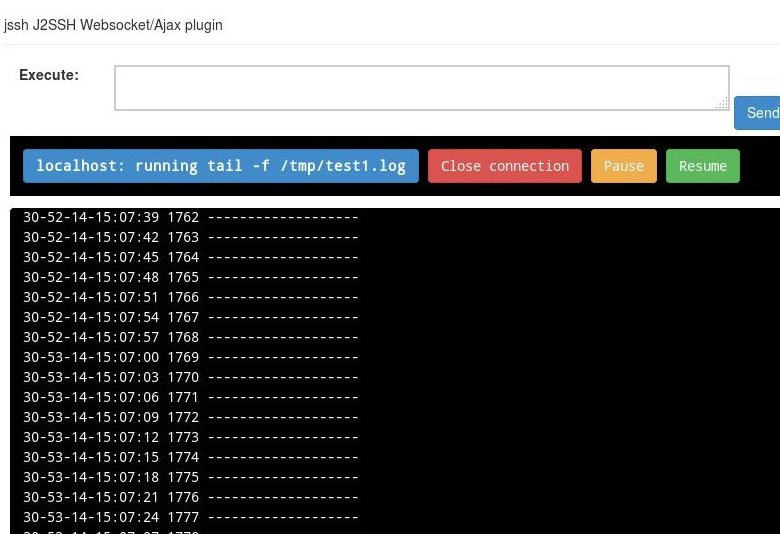 jssh J2SSH Websocket/Ajax plugin
Execute:
Send
localhost: running tail -f /tmp/test1.log Close connection Pause Resume
30-52-14-15:07:39 1762 -------------------
30-52-14-15:07:42 1763 -------------------
30-52-14-15:07:45 1764 -------------------
30-52-14-15:07:48 1765 -------------------
30-52-14-15:07:51 1766 -------------------
30-52-14-15:07:54 1767 -------------------
30-52-14-15:07:57 1768 -------------------
30-53-14-15:07:00 1769 -------------------
30-53-14-15:07:03 1770 -------------------
30-53-14-15:07:06 1771 -------------------
30-53-14-15:07:09 1772 -------------------
30-53-14-15:07:12 1773 -------------------
30-53-14-15:07:15 1774 -------------------
30-53-14-15:07:18 1775 -------------------
30-53-14-15:07:21 1776 -------------------
30-53-14-15:07:24 1777 -------------------